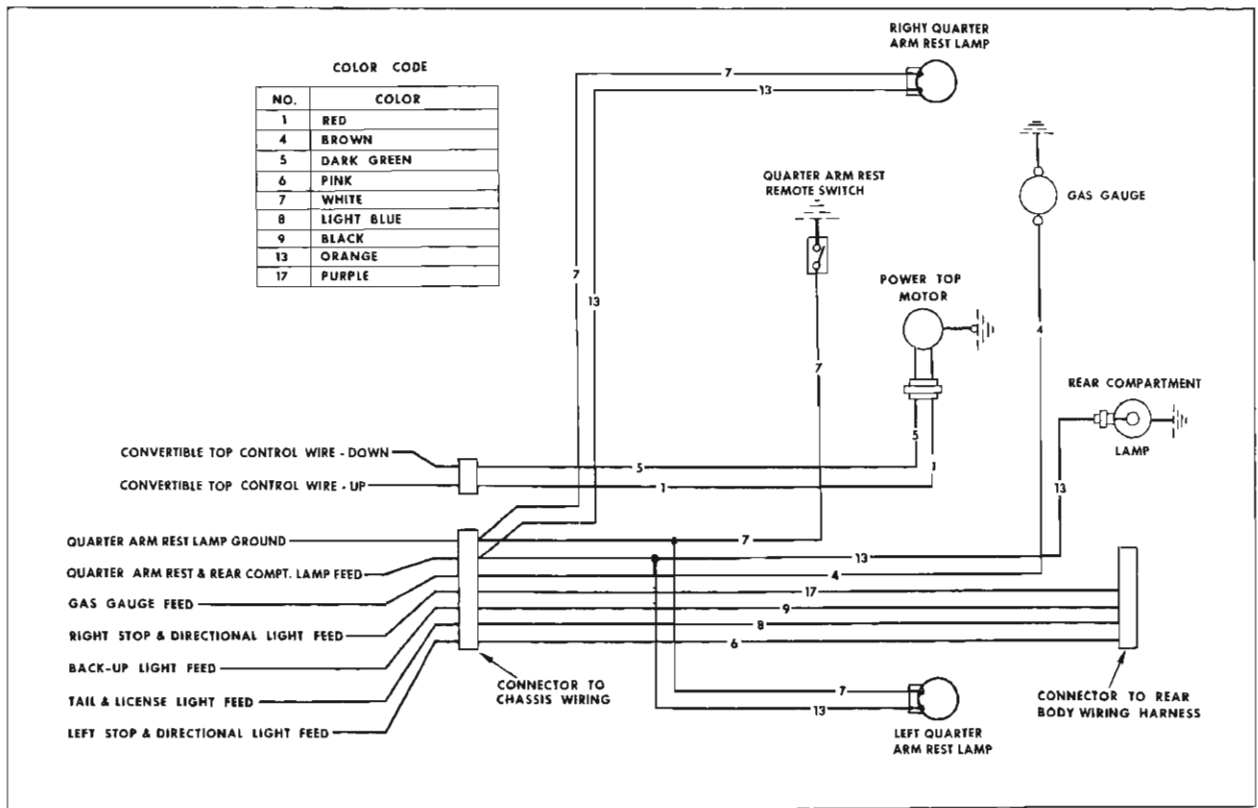 RIGHT QUARTER
ARM REST LAMP
COLOR CODE
NO. COLOR
1 RED
4 BROWN
5 DARK GREEN
6 PINK
7 WHITE
8 LIGHT BLUE
9 BLACK
13 ORANGE
17 PURPLE
7
13
QUARTER ARM REST
REMOTE SWITCH
GAS GAUGE
7
13
POWER TOP
MOTOR
4
7
REAR COMPARTMENT
LAMP
5
1
13
CONVERTIBLE TOP CONTROL WIRE - DOWN
5
CONVERTIBLE TOP CONTROL WIRE - UP
1
QUARTER ARM REST LAMP GROUND
7
13
QUARTER ARM REST & REAR COMPT. LAMP FEED
4
GAS GAUGE FEED
17
9
RIGHT STOP & DIRECTIONAL LIGHT FEED
8
6
BACK-UP LIGHT FEED
TAIL & LICENSE LIGHT FEED
LEFT STOP & DIRECTIONAL LIGHT FEED
CONNECTOR TO
CHASSIS WIRING
7
13
CONNECTOR TO REAR
BODY WIRING HARNESS
LEFT QUARTER
ARM REST LAMP